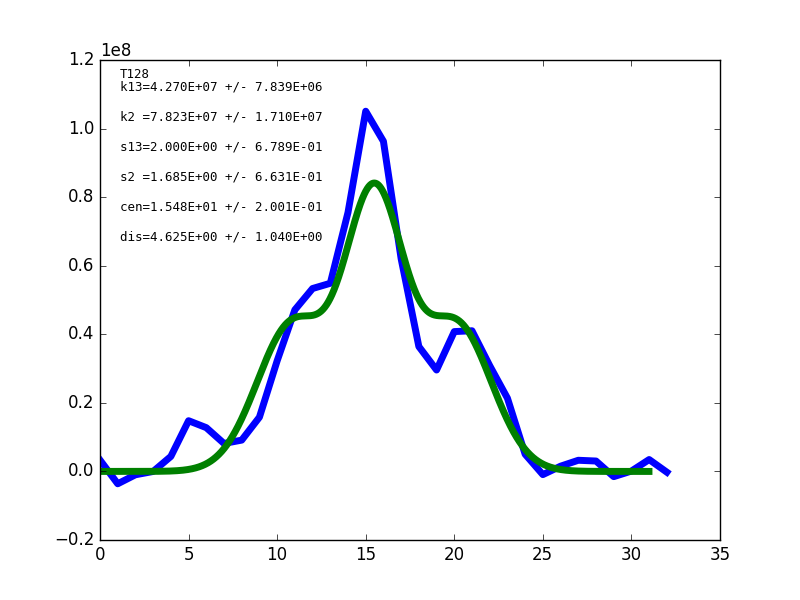 1e8
T128
k13=4.270E+07 +/- 7.839E+06
k2 =7.823E+07 +/- 1.710E+07
s13=2.000E+00 +/- 6.789E-01
s2 =1.685E+00 +/- 6.631E-01
cen=1.548E+01 +/- 2.001E-01
dis=4.625E+00 +/- 1.040E+00
1.2
1.0
0.8
0.6
0.4
0.2
0.0
−0.2
0 5 10 15 20 25 30 35